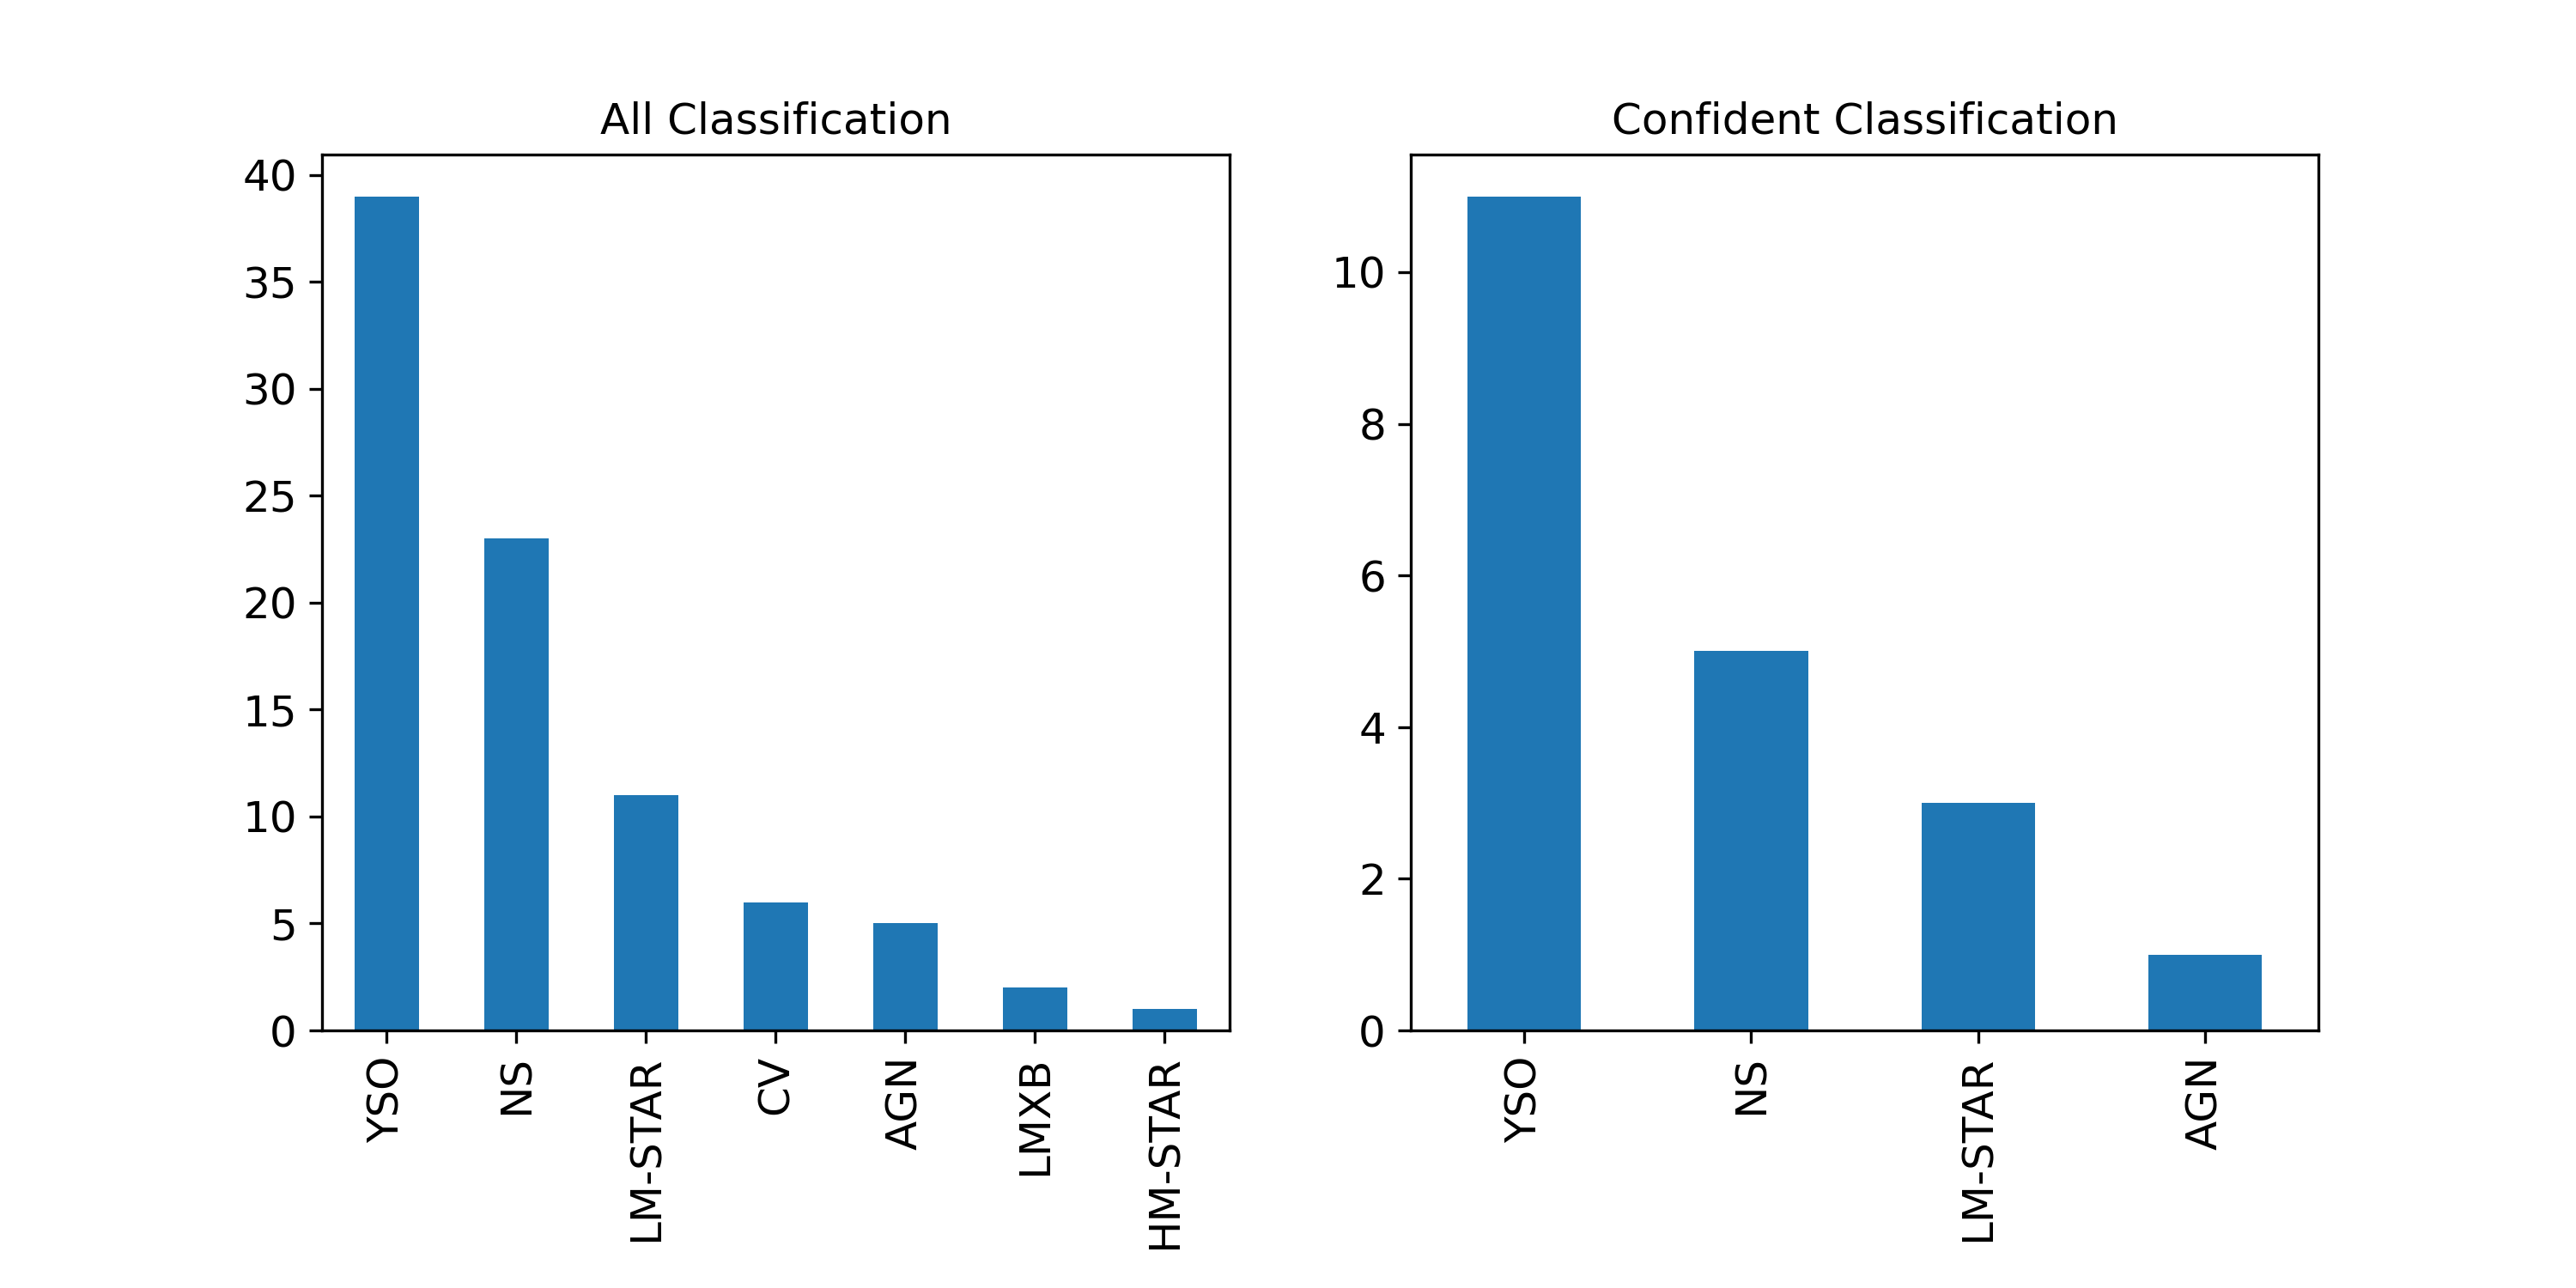 All Classification
40
35
30
25
20
15
10
5
0
YSO
NS
LM-STAR
CV
AGN
LMXB
HM-STAR
Confident Classification
10
8
6
4
2
0
YSO
NS
LM-STAR
AGN